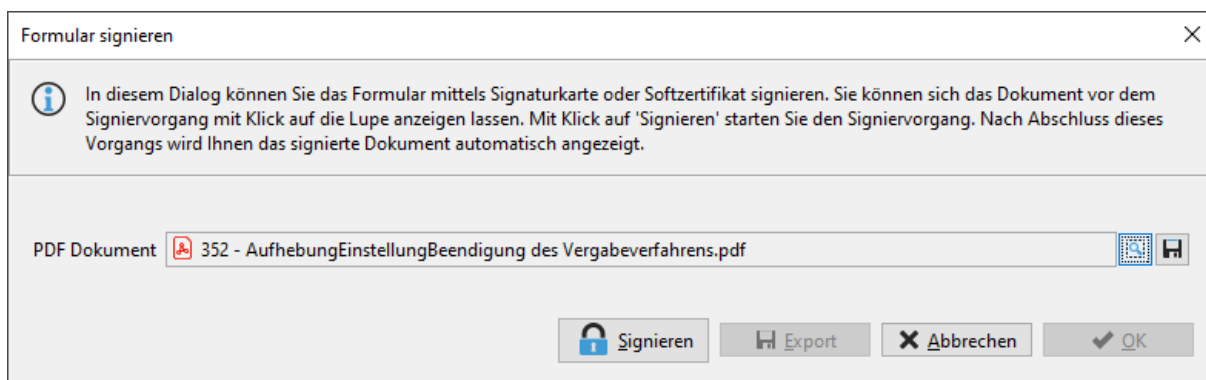 Formular signieren
In diesem Dialog können Sie das Formular mittels Signaturkarte oder Softzertifikat signieren. Sie können sich das Dokument vor dem
Signiervorgang mit Klick auf die Lupe anzeigen lassen. Mit Klick auf 'Signieren' starten Sie den Signiervorgang. Nach Abschluss dieses
Vorgangs wird Ihnen das signierte Dokument automatisch angezeigt.
PDF Dokument 352 - AufhebungEinstellungBeendigung des Vergabeverfahrens.pdf
Signieren Export Abbrechen OK